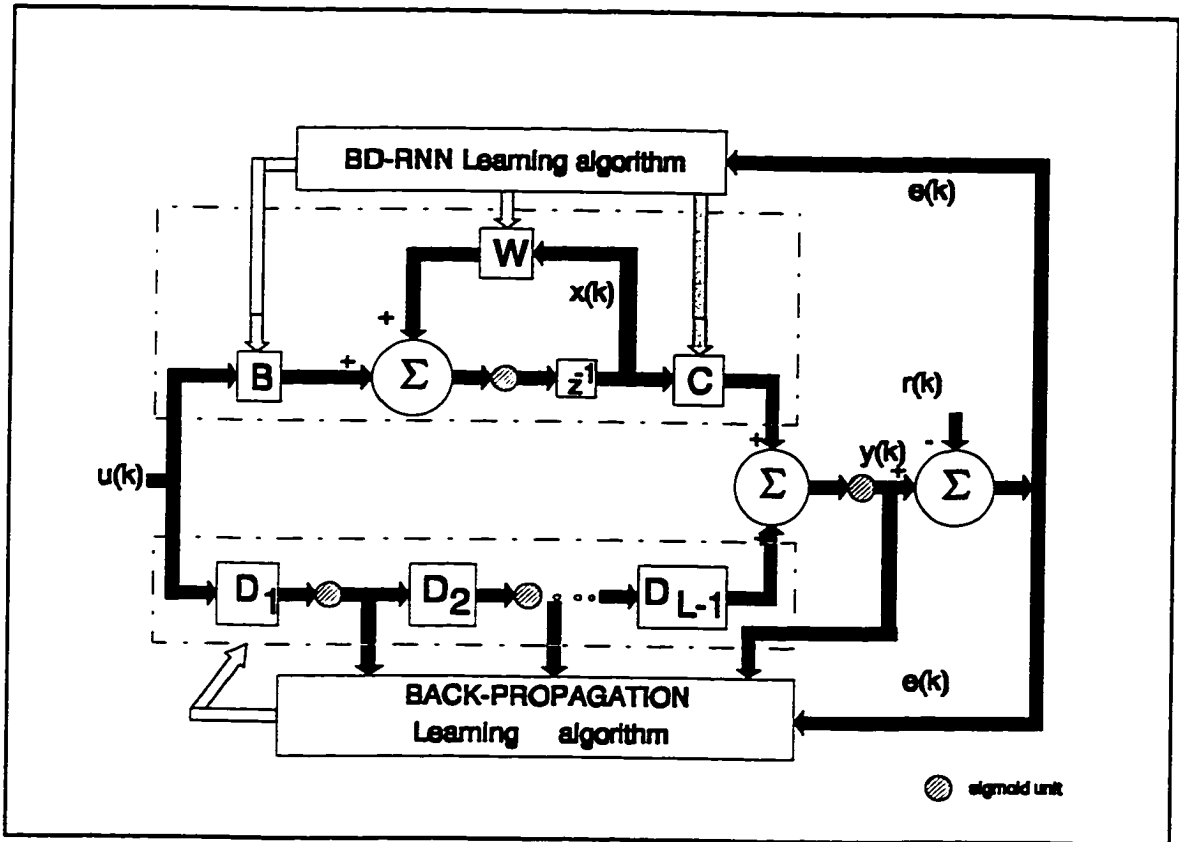 BD-RNN Learning algorithm
e(k)
W
x(k)
+
+
B
Σ
z-1
C
r(k)
-
+
y(k)
+
u(k)
Σ
Σ
+
D1
D2
DL-1
BACK-PROPAGATION
Learning algorithm
e(k)
sigmoid unit